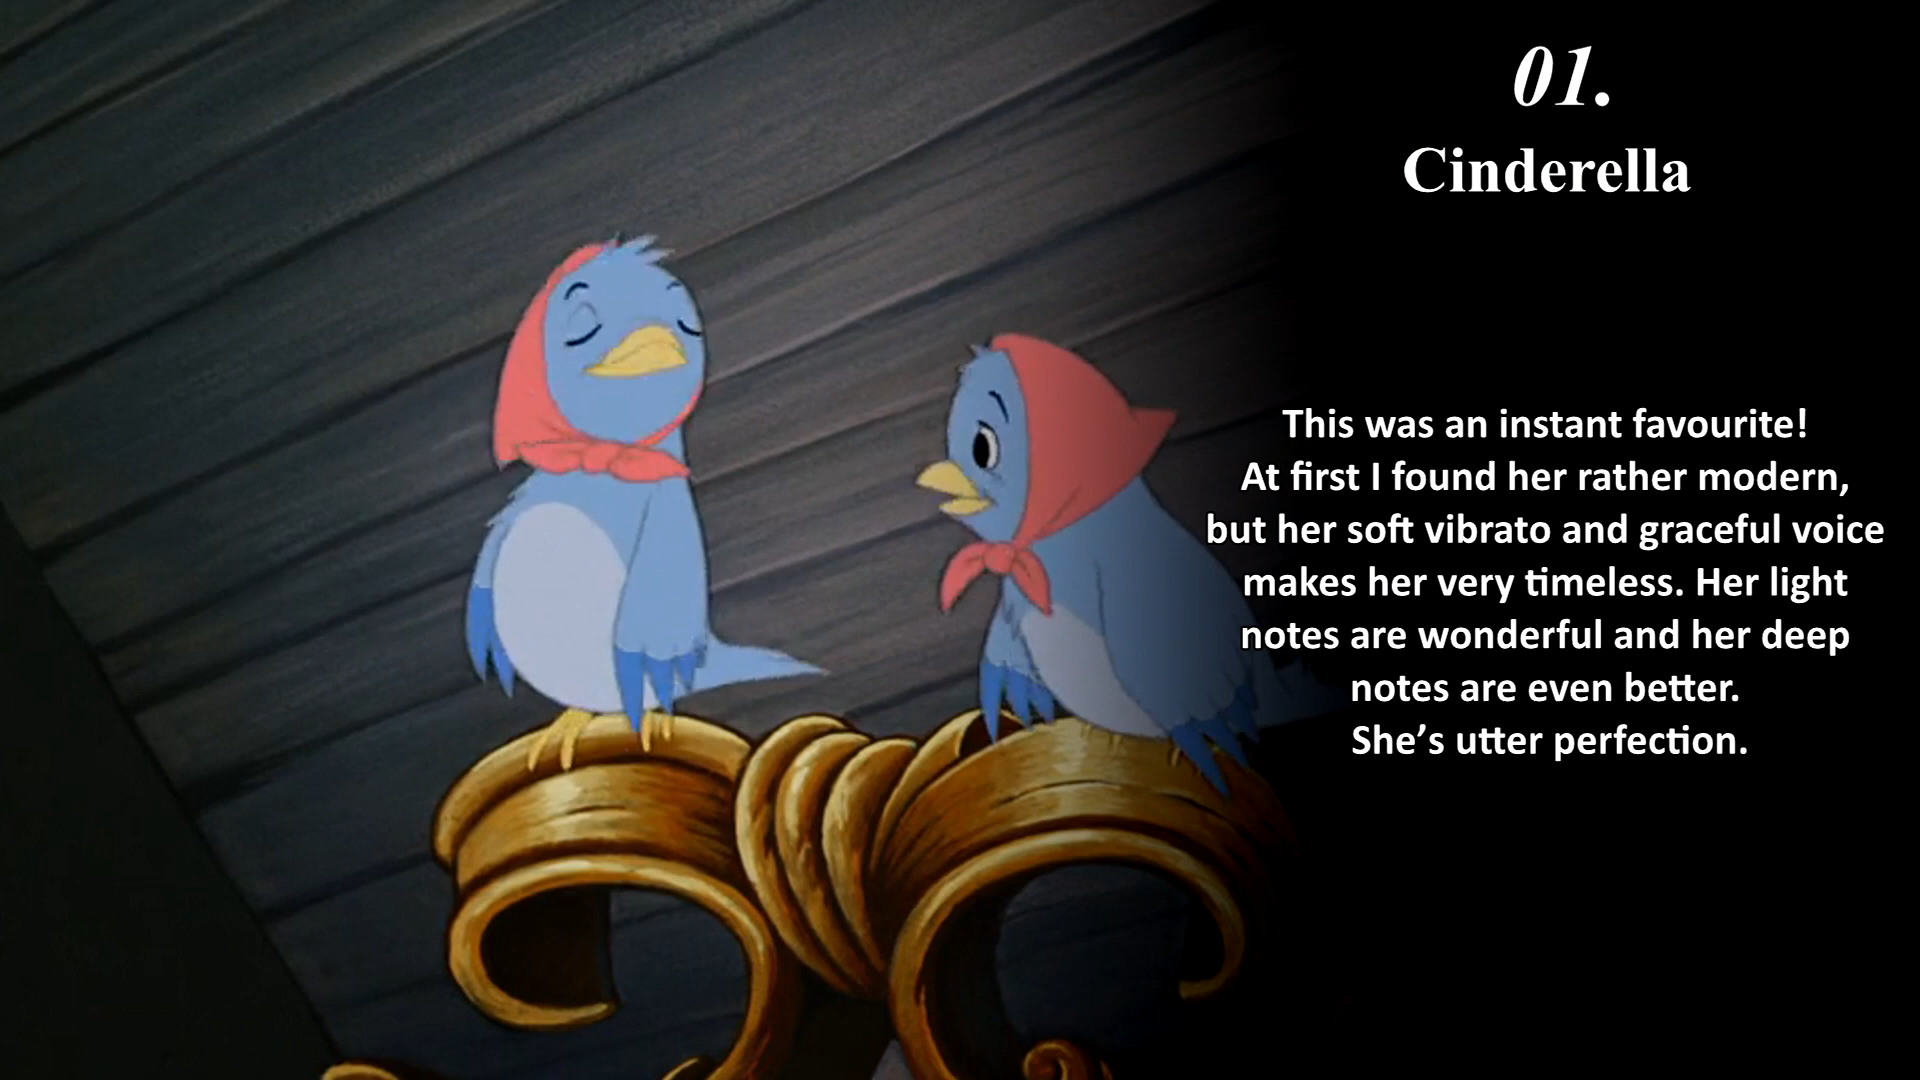 01.
Cinderella
This was an instant favourite!
At first I found her rather modern,
but her soft vibrato and graceful voice
makes her very timeless. Her light
notes are wonderful and her deep
notes are even better.
She’s utter perfection.